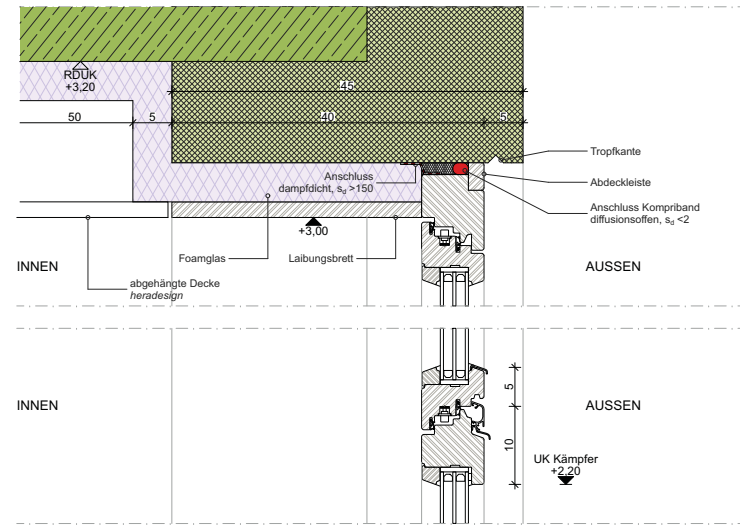 RDUK
+3,20
45
50
5
40
5
Tropfkante
Anschluss
dampfdicht, sd >150
Abdeckleiste
Anschluss Kompriband
diffusionsoffen, sd <2
+3,00
Foamglas
Laibungsbrett
INNEN
AUSSEN
abgehängte Decke
heradesign
5
INNEN
AUSSEN
10
UK Kämpfer
+2,20